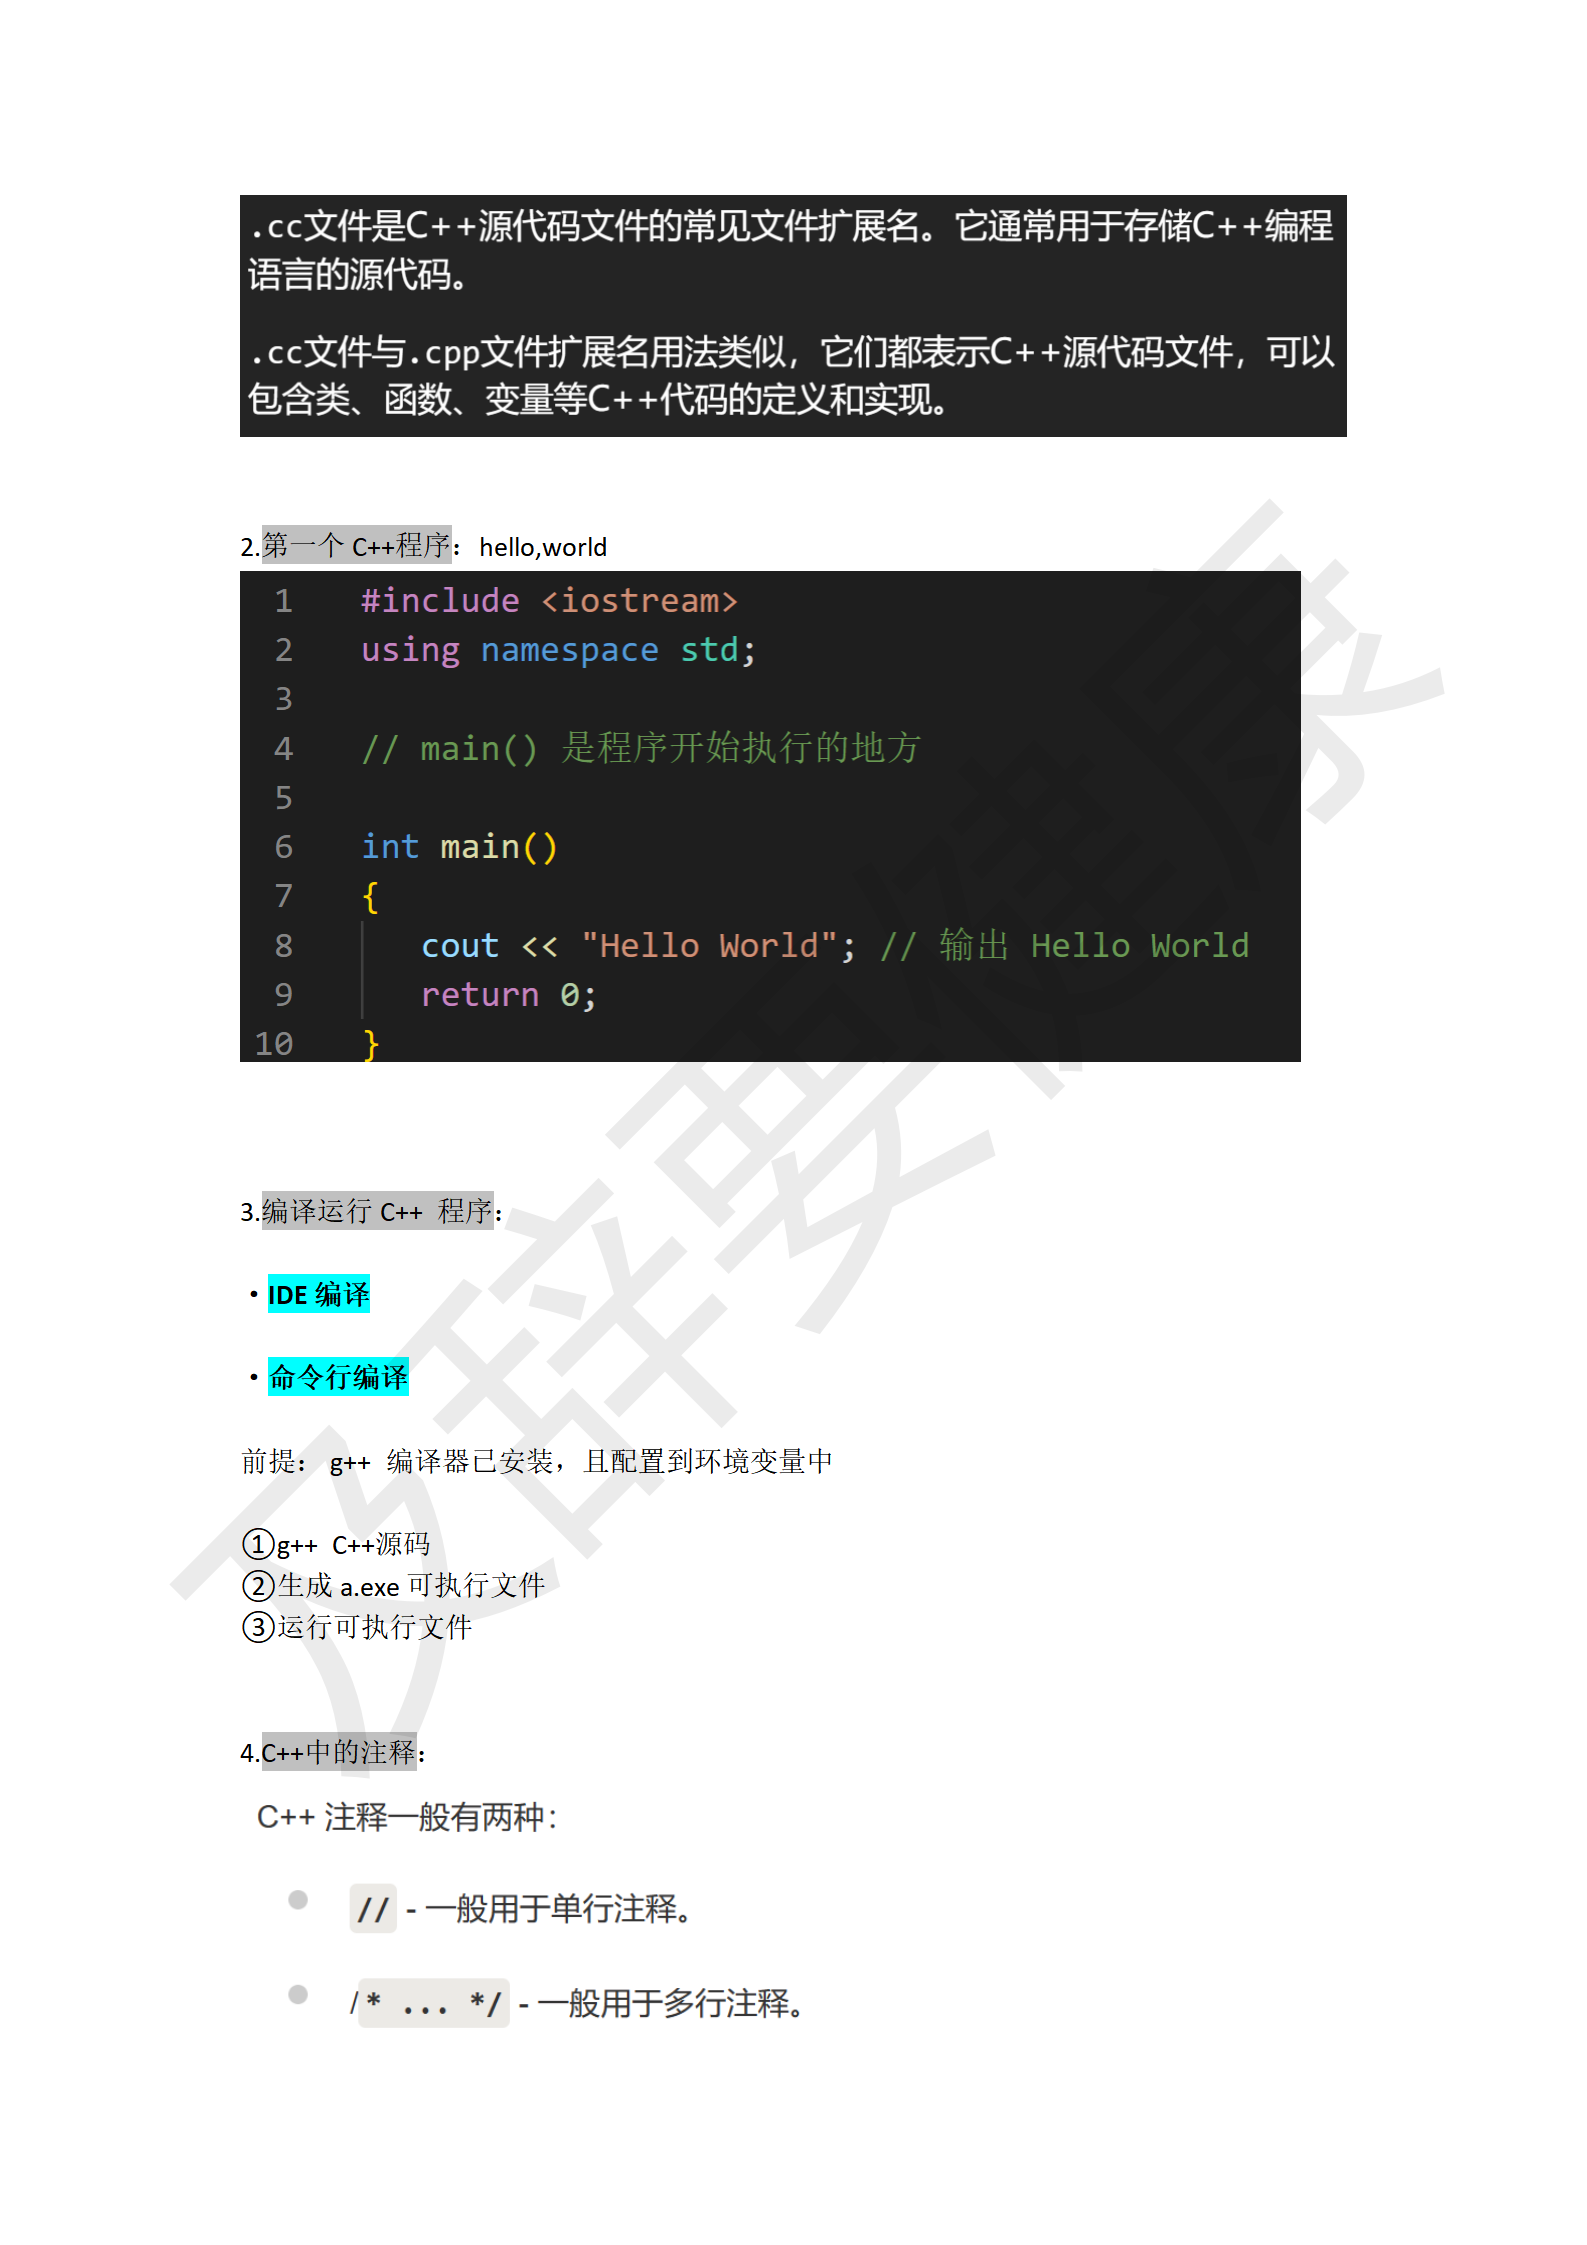 .cc文件是C++源代码文件的常见文件扩展名。它通常用于存储C++编程
语言的源代码。
.cc文件与.cpp文件扩展名用法类似，它们都表示C++源代码文件，可以
包含类、函数、变量等C++代码的定义和实现。
2.第一个 C++程序：hello,world
1 #include <iostream>
2 using namespace std;
3
4 // main() 是程序开始执行的地方
5
6 int main()
7 {
8 cout << "Hello World"; // 输出 Hello World
9 return 0;
10 }
3.编译运行 C++ 程序：
·IDE 编译
·命令行编译
前提： g++ 编译器已安装，且配置到环境变量中
①g++ C++源码
②生成 a.exe 可执行文件
③运行可执行文件
4.C++中的注释：
C++ 注释一般有两种：
// - 一般用于单行注释。
/* ... */ - 一般用于多行注释。
又辞要健康